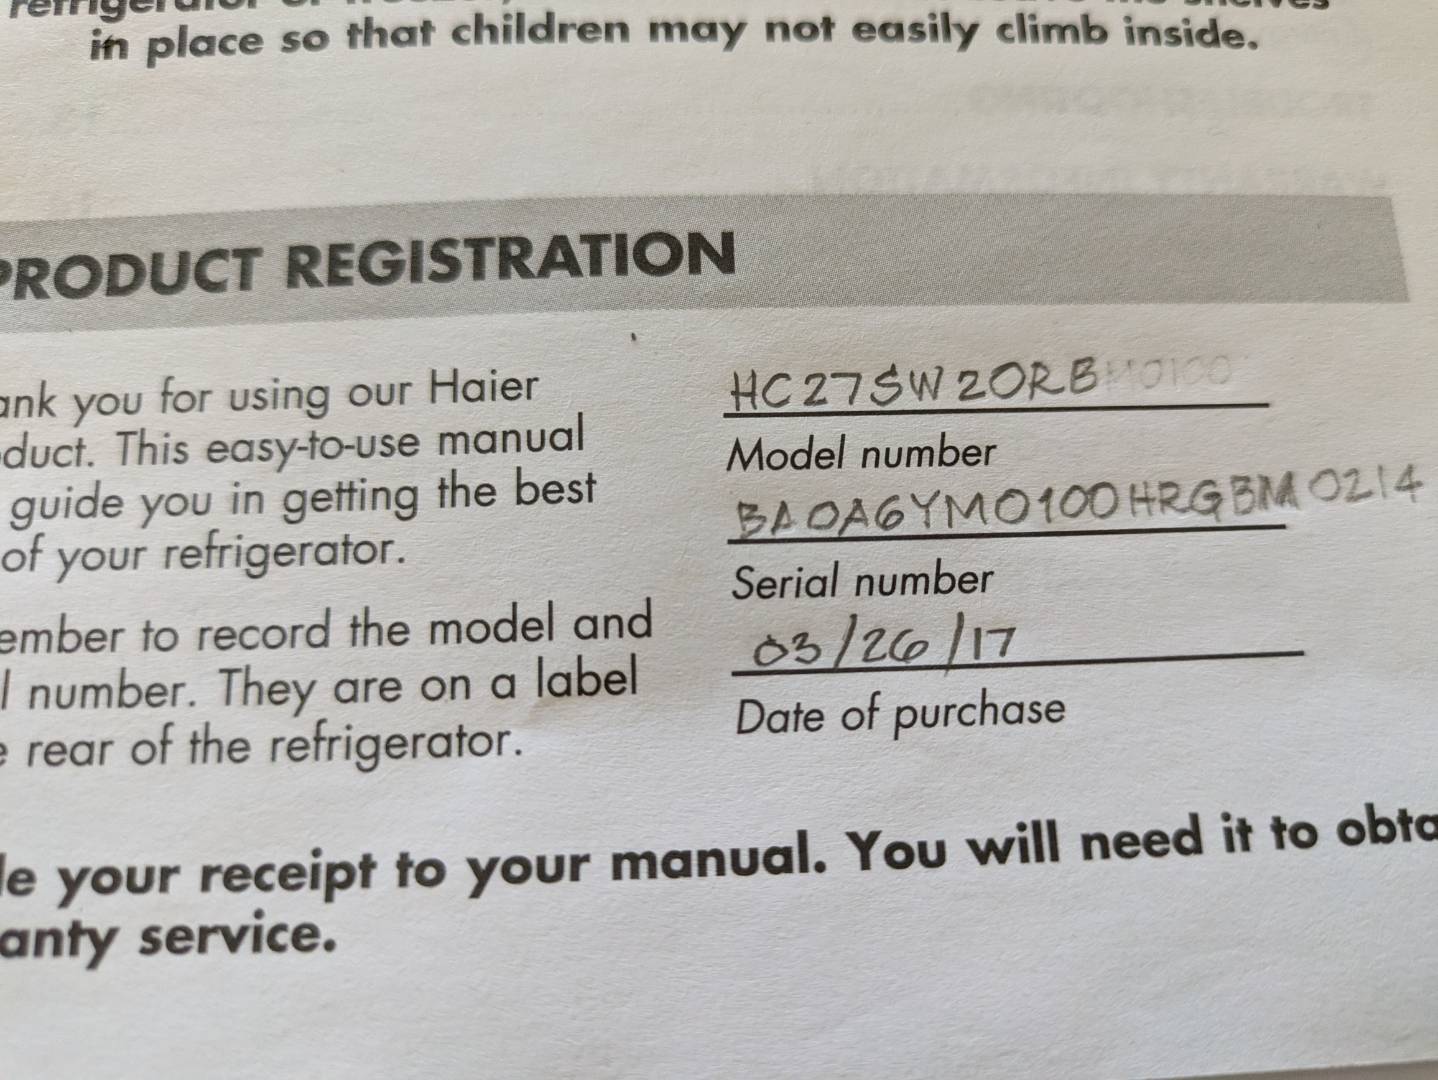 in place so that children may not easily climb inside.
PRODUCT REGISTRATION
ank you for using our Haier
duct. This easy-to-use manual
guide you in getting the best
of your refrigerator.
ember to record the model and
l number. They are on a label
e rear of the refrigerator.
HC27SW20RB
Model number
BA0A6YM0100HRGBM0214
Serial number
03/26/17
Date of purchase
le your receipt to your manual. You will need it to obta
anty service.